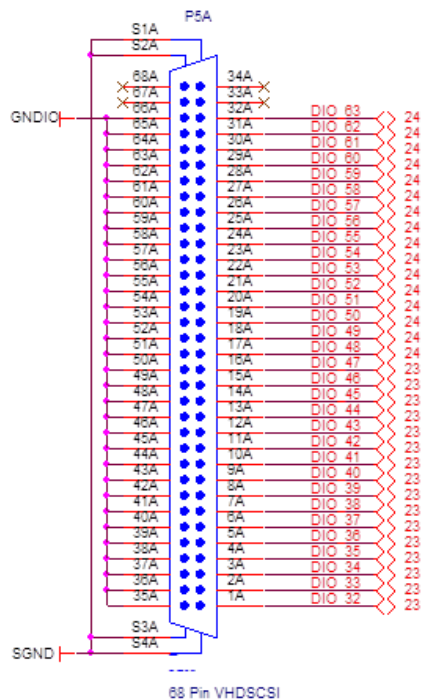 P5A
S1A
S2A
68A 34A
67A 33A
66A 32A DIO 63 24
GNDIO
65A 31A DIO 62 24
64A 30A DIO 61 24
63A 29A DIO 60 24
62A 28A DIO 59 24
61A 27A DIO 58 24
60A 26A DIO 57 24
59A 25A DIO 56 24
58A 24A DIO 55 24
57A 23A DIO 54 24
56A 22A DIO 53 24
55A 21A DIO 52 24
54A 20A DIO 51 24
53A 19A DIO 50 24
52A 18A DIO 49 24
51A 17A DIO 48 24
50A 16A DIO 47 23
49A 15A DIO 46 23
48A 14A DIO 45 23
47A 13A DIO 44 23
46A 12A DIO 43 23
45A 11A DIO 42 23
44A 10A DIO 41 23
43A 9A DIO 40 23
42A 8A DIO 39 23
41A 7A DIO 38 23
40A 6A DIO 37 23
39A 5A DIO 36 23
38A 4A DIO 35 23
37A 3A DIO 34 23
36A 2A DIO 33 23
35A 1A DIO 32 23
S3A
S4A
SGND
68 Pin VHDSCSI